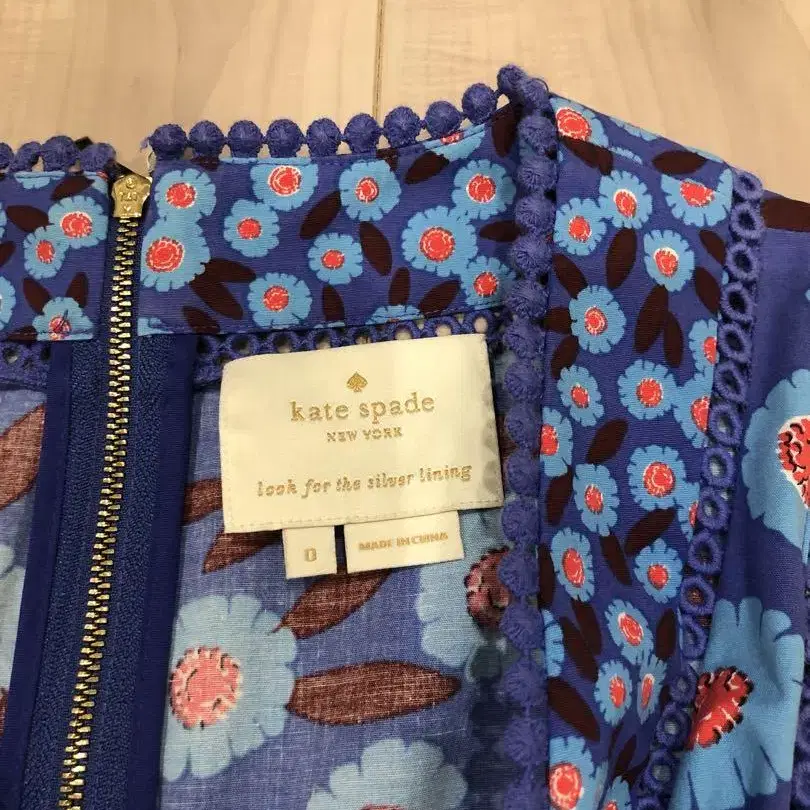 kate spade
NEW YORK
look for the silver lining
0
MADE IN CHINA